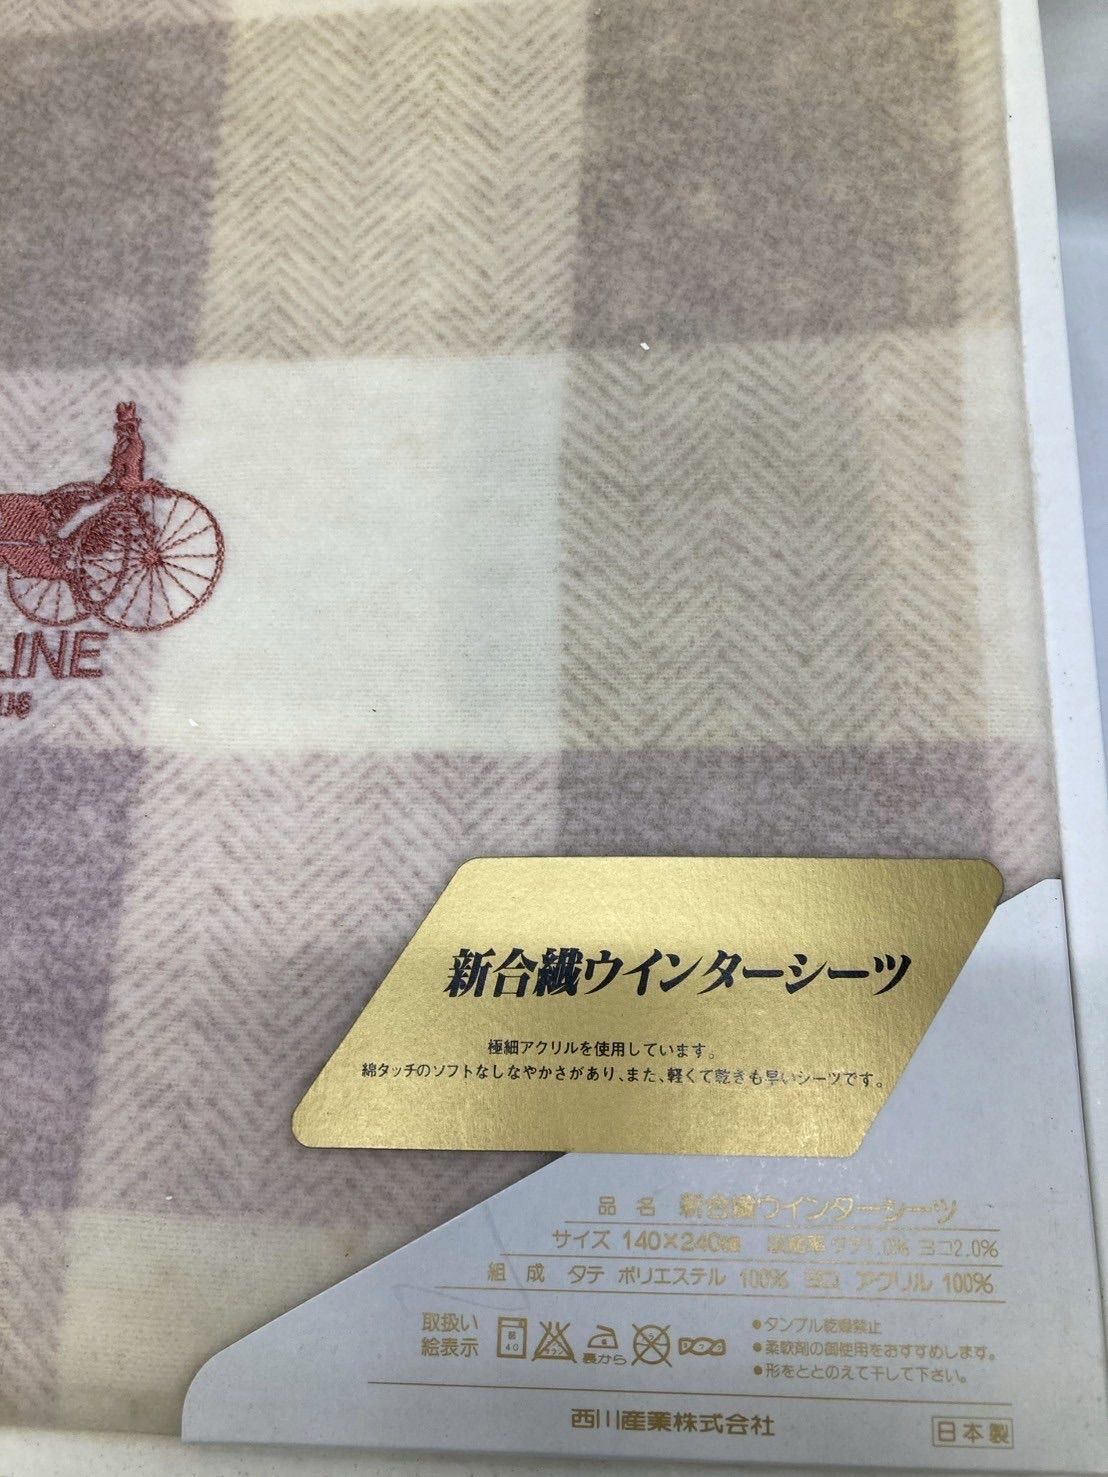 LINE
新合繊ウインターシーツ
極細アクリルを使用しています。
綿タッチのソフトなしなやかさがあり、また、軽くて乾きも早いシーツです。
品名 新合繊ウインターシーツ
サイズ 140×240㎝ 収縮率 タテ1.0% ヨコ2.0%
組成 タテ ポリエステル 100% ヨコ アクリル 100%
取扱い
絵表示
40
裏から
●タンブル乾燥禁止
●柔軟剤の御使用をおすすめします。
●形をととのえて干して下さい。
西川産業株式会社
日本製